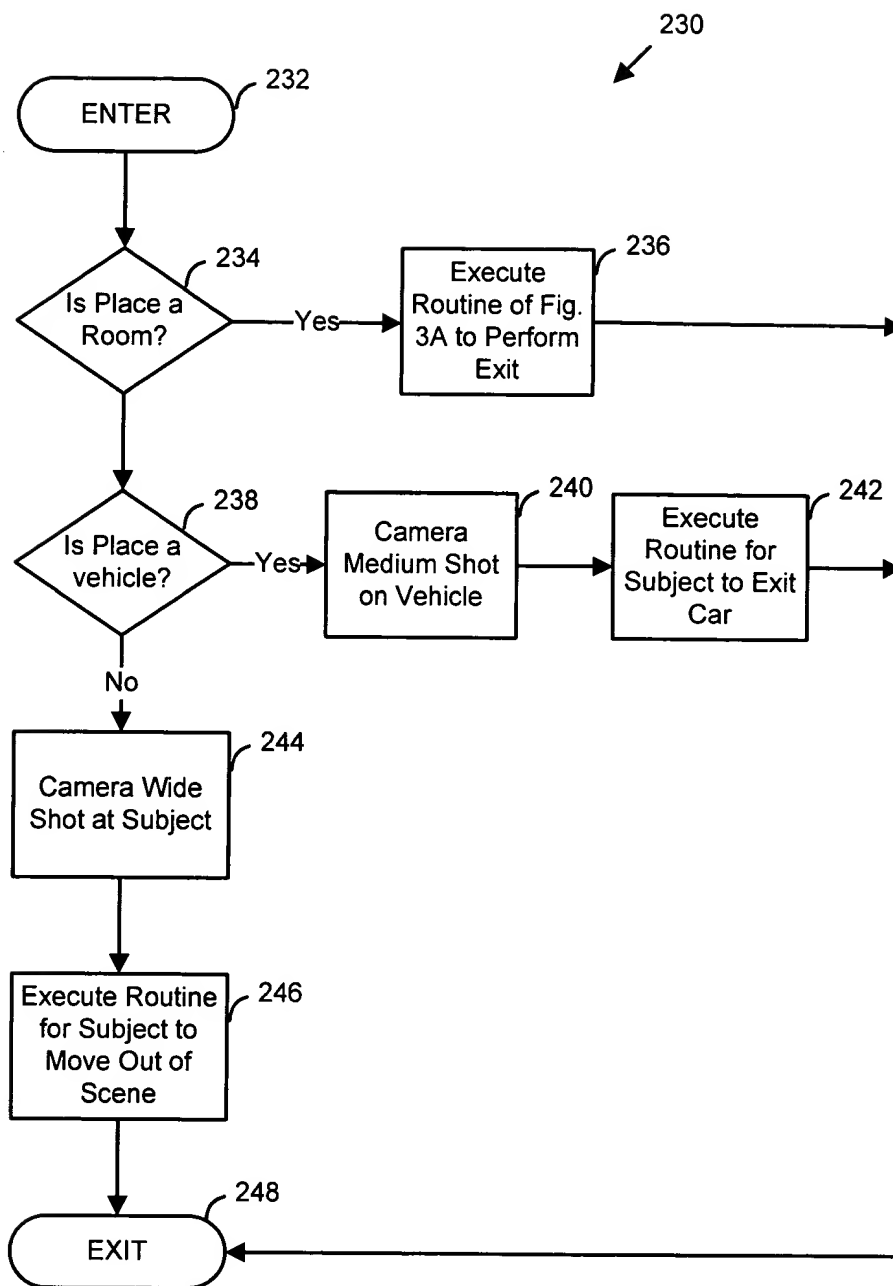 230
232
ENTER
234
Is Place a
Room?
Yes
236
Execute
Routine of Fig.
3A to Perform
Exit
238
Is Place a
vehicle?
Yes
240
Camera
Medium Shot
on Vehicle
242
Execute
Routine for
Subject to Exit
Car
No
244
Camera Wide
Shot at Subject
246
Execute Routine
for Subject to
Move Out of
Scene
248
EXIT